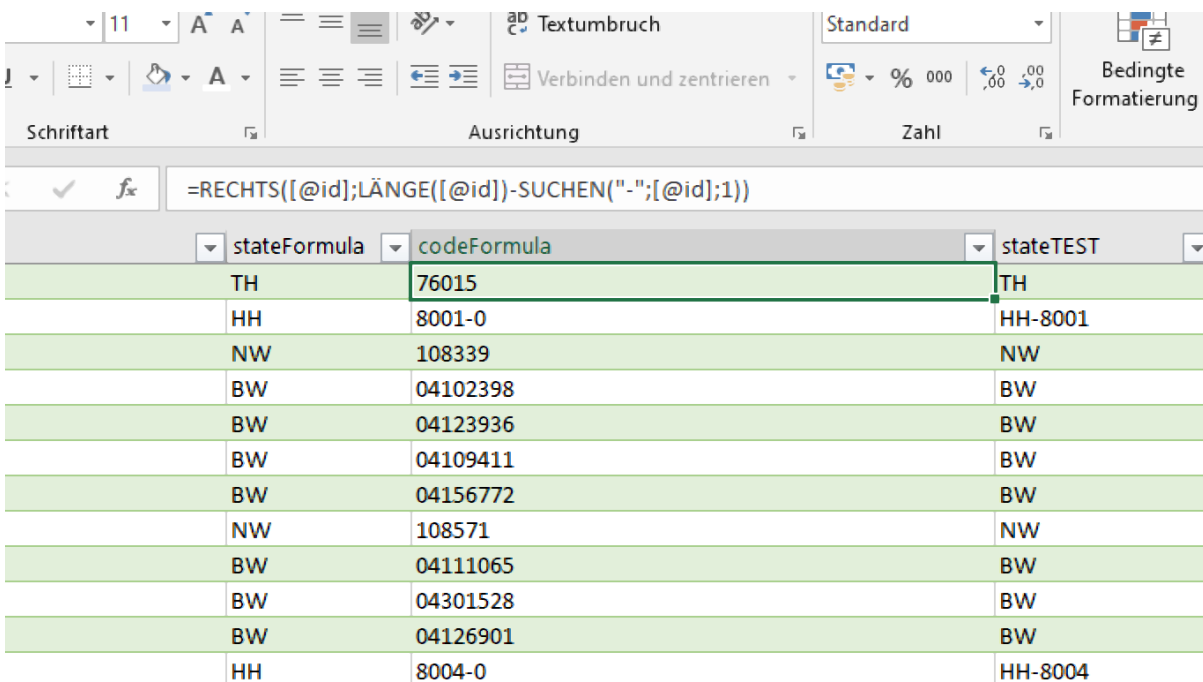 11 A A ab Textumbruch Standard
A Verbinden und zentrieren % 000 Bedingte
Formatierung
Schriftart Ausrichtung Zahl
fx =RECHTS([@id];LÄNGE([@id])-SUCHEN("-";[@id];1))
stateFormula codeFormula stateTEST
TH 76015 TH
HH 8001-0 HH-8001
NW 108339 NW
BW 04102398 BW
BW 04123936 BW
BW 04109411 BW
BW 04156772 BW
NW 108571 NW
BW 04111065 BW
BW 04301528 BW
BW 04126901 BW
HH 8004-0 HH-8004